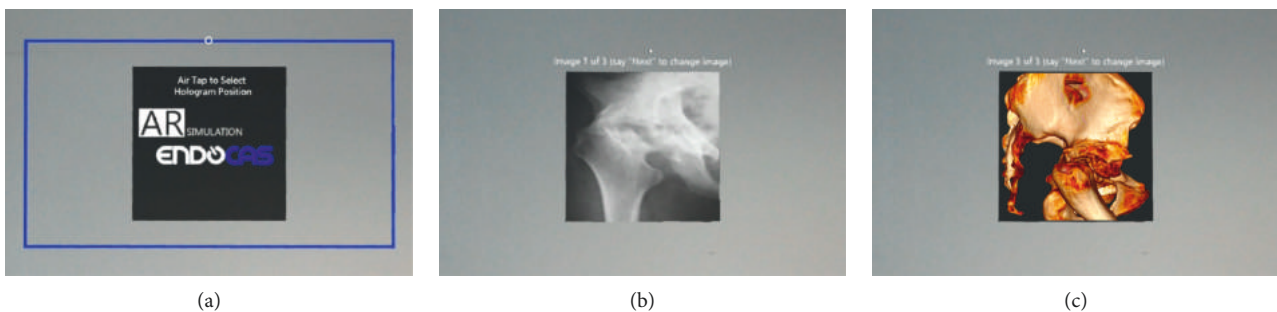 Air Tap to Select
Hologram Position
AR SIMULATION
ENDOCAS
(a)
Image 1 of 3 (say "Next" to change image)
(b)
Image 3 of 3 (say "Next" to change image)
(c)